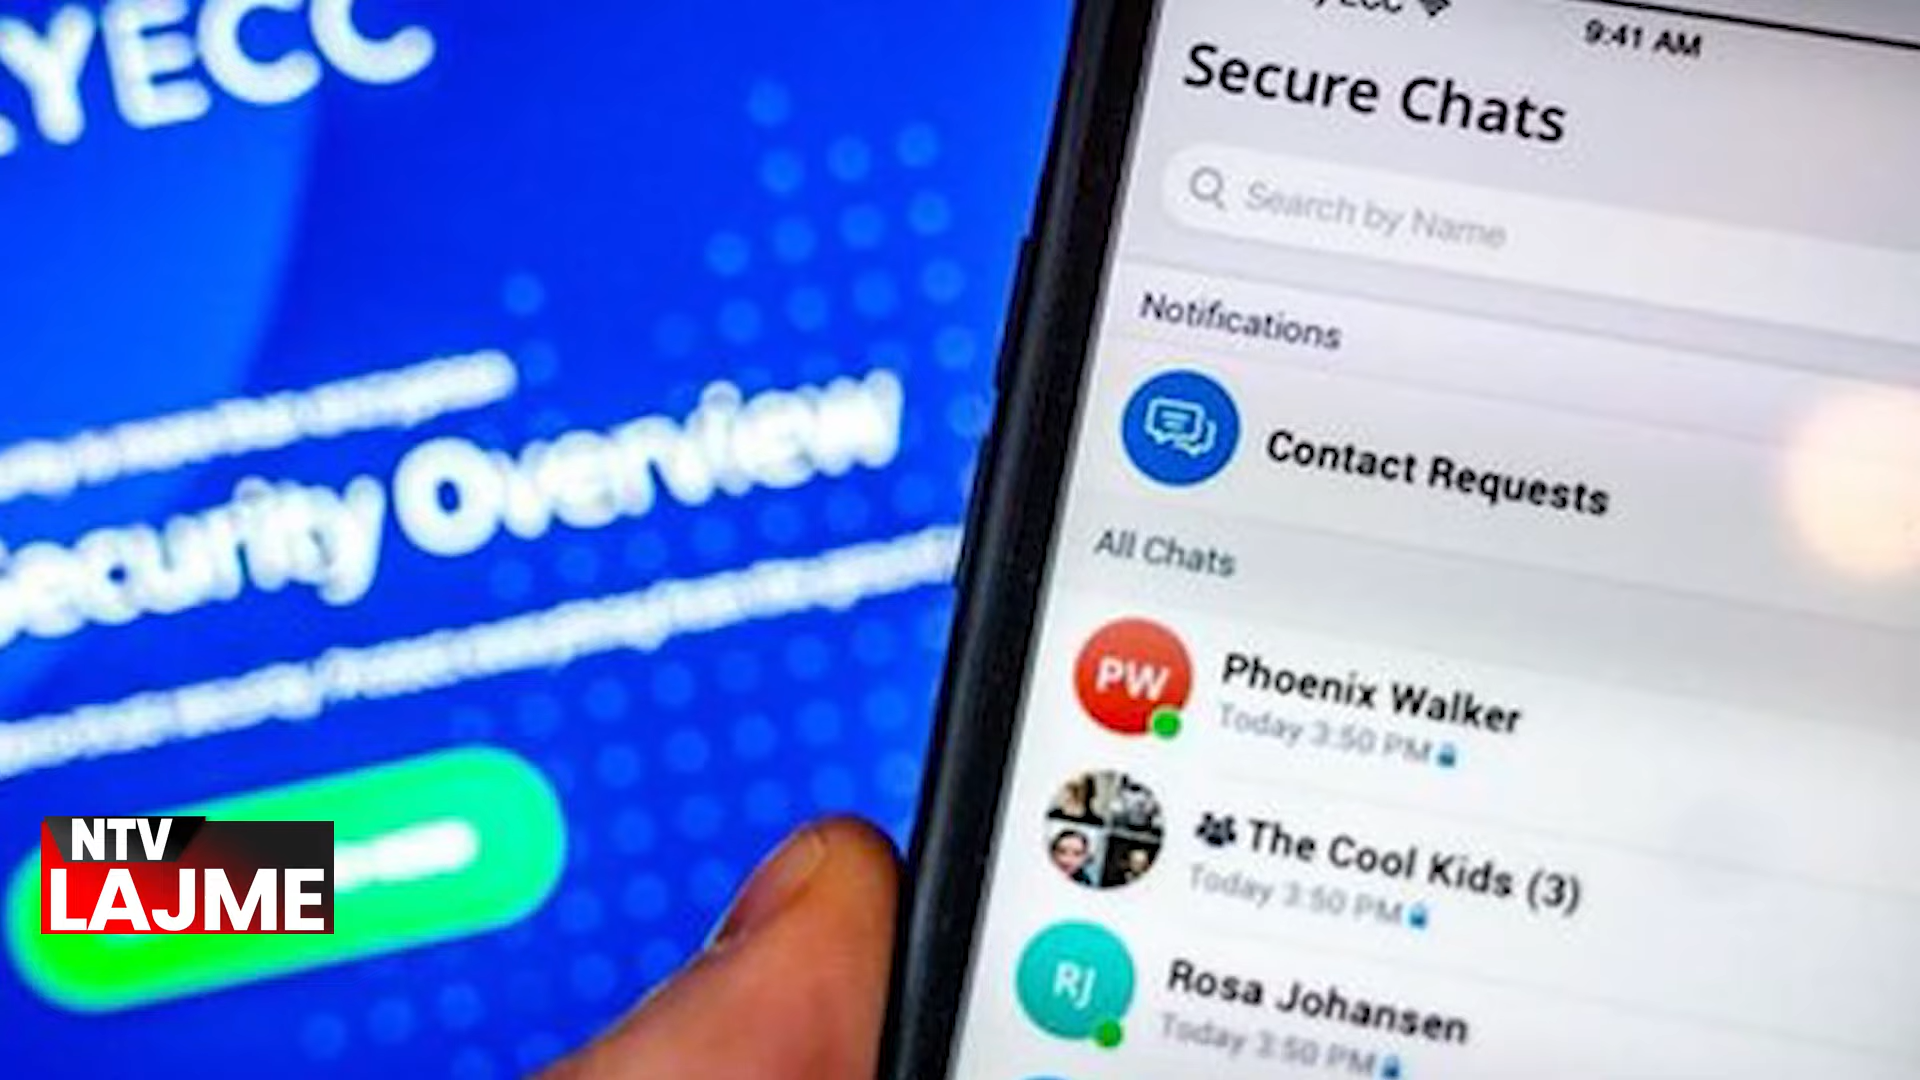 YECC
Security Overview
ECC
9:41 AM
Secure Chats
Search by Name
Notifications
Contact Requests
All Chats
PW
Phoenix Walker
Today 3:50 PM
The Cool Kids (3)
Today 3:50 PM
RJ
Rosa Johansen
Today 3:50 PM
NTV
LAJME